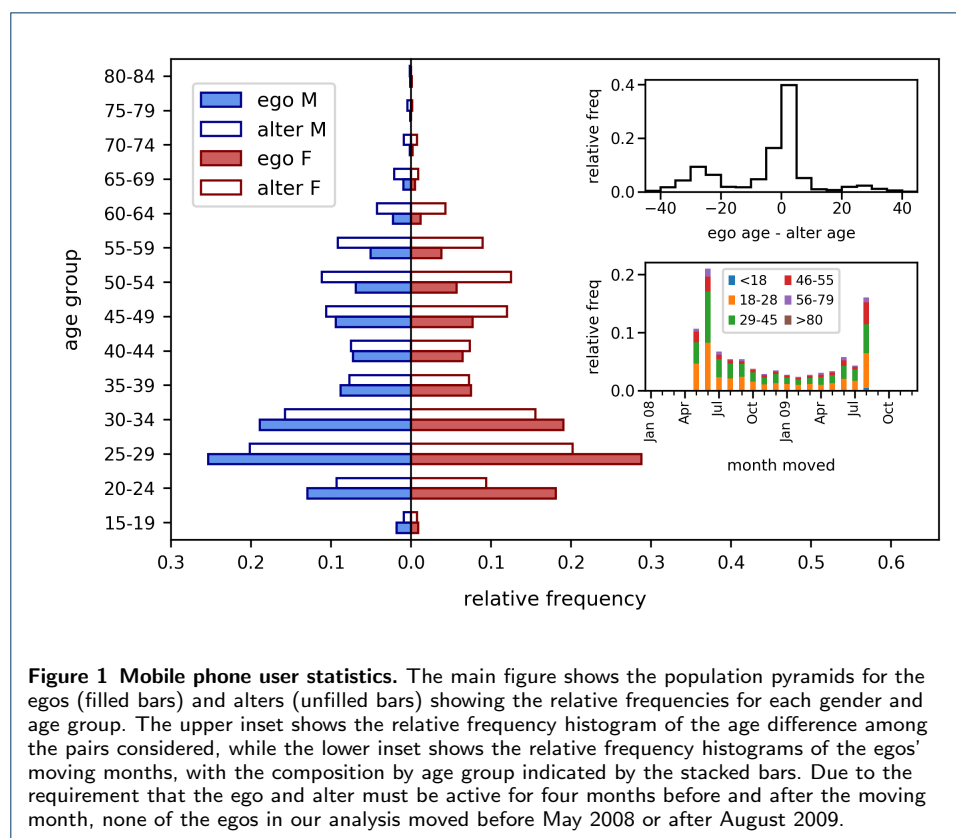 80-84
75-79
70-74
65-69
60-64
55-59
50-54
45-49
40-44
35-39
30-34
25-29
20-24
15-19
age group
0.3 0.2 0.1 0.0 0.1 0.2 0.3 0.4 0.5 0.6
relative frequency
ego M
alter M
ego F
alter F
0.4
0.2
0.0
relative freq
−40 −20 0 20 40
ego age - alter age
0.2
0.1
0.0
relative freq
<18 46-55
18-28 56-79
29-45 >80
Jan 08 Apr Jul Oct Jan 09 Apr Jul Oct
month moved
Figure 1 Mobile phone user statistics. The main figure shows the population pyramids for the
egos (filled bars) and alters (unfilled bars) showing the relative frequencies for each gender and
age group. The upper inset shows the relative frequency histogram of the age difference among
the pairs considered, while the lower inset shows the relative frequency histograms of the egos'
moving months, with the composition by age group indicated by the stacked bars. Due to the
requirement that the ego and alter must be active for four months before and after the moving
month, none of the egos in our analysis moved before May 2008 or after August 2009.